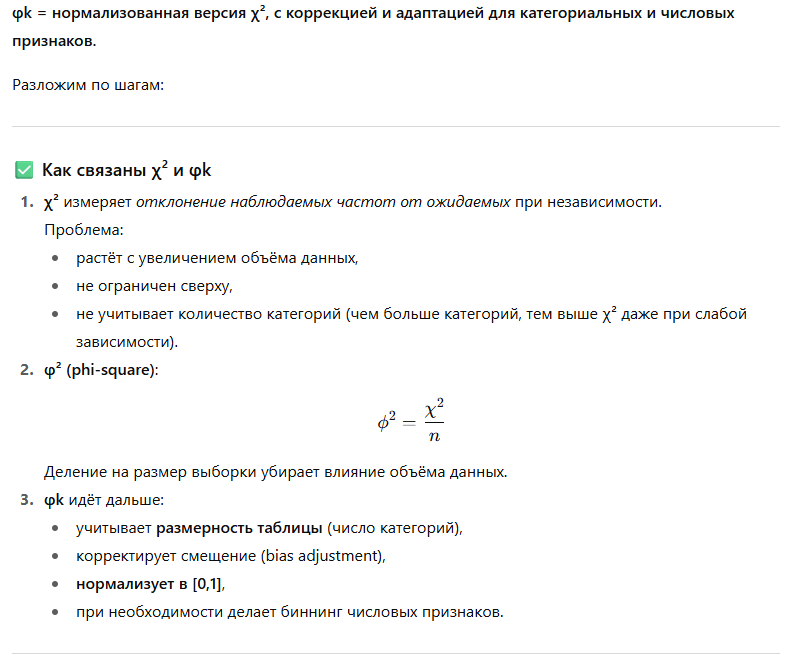 φk = нормализованная версия χ², с коррекцией и адаптацией для категориальных и числовых
признаков.
Разложим по шагам:
✅ Как связаны χ² и φk
1. χ² измеряет отклонение наблюдаемых частот от ожидаемых при независимости.
Проблема:
• растёт с увеличением объёма данных,
• не ограничен сверху,
• не учитывает количество категорий (чем больше категорий, тем выше χ² даже при слабой
зависимости).
2. φ² (phi-square):
ϕ² = χ²/n
Деление на размер выборки убирает влияние объёма данных.
3. φk идёт дальше:
• учитывает размерность таблицы (число категорий),
• корректирует смещение (bias adjustment),
• нормализует в [0,1],
• при необходимости делает биннинг числовых признаков.